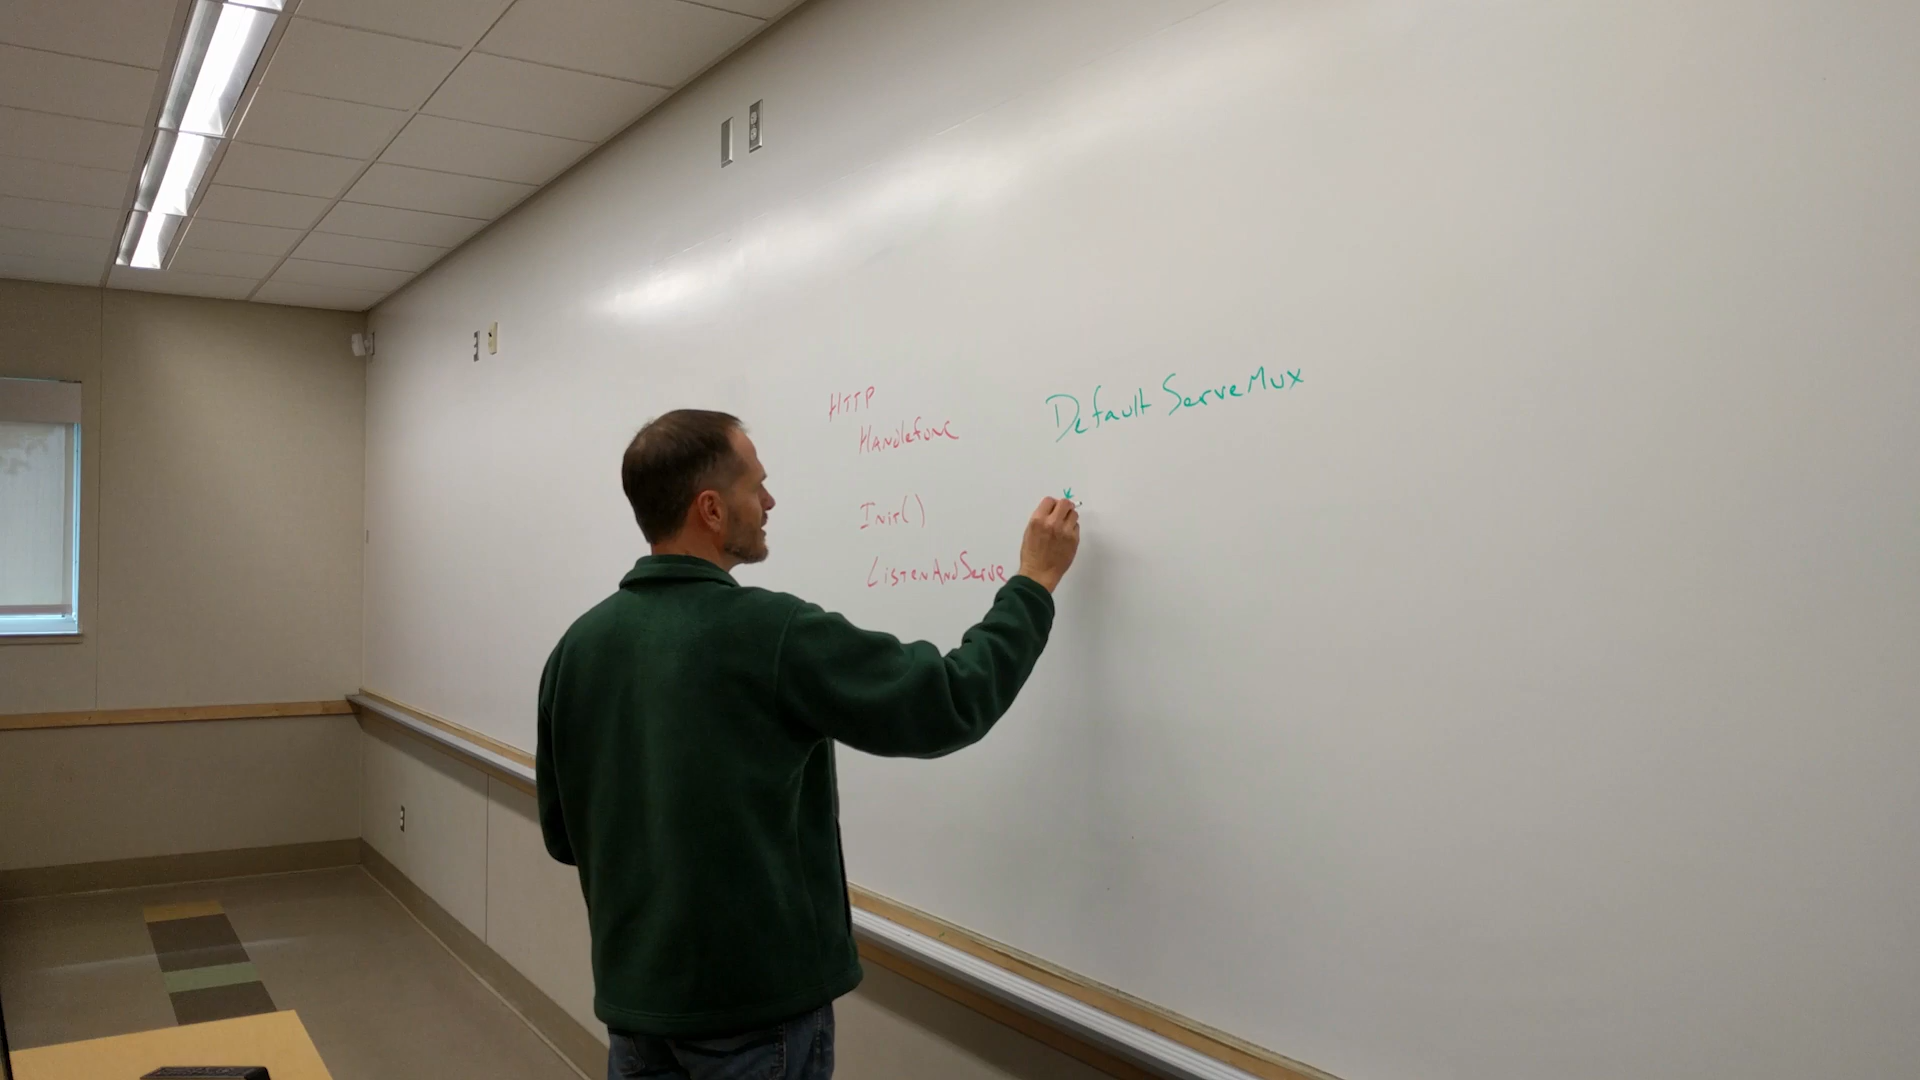 HTTP
Handlefunc
Init()
ListenAndServe
Default ServeMux